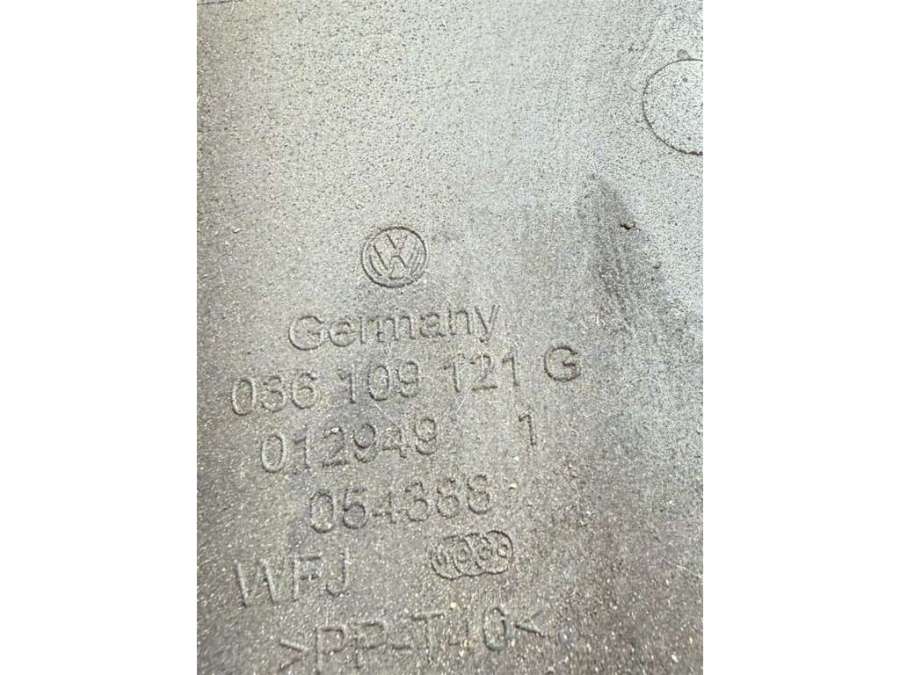 Germany
036 109 121 G
012949 1
054388
WFJ
>PP-T40<